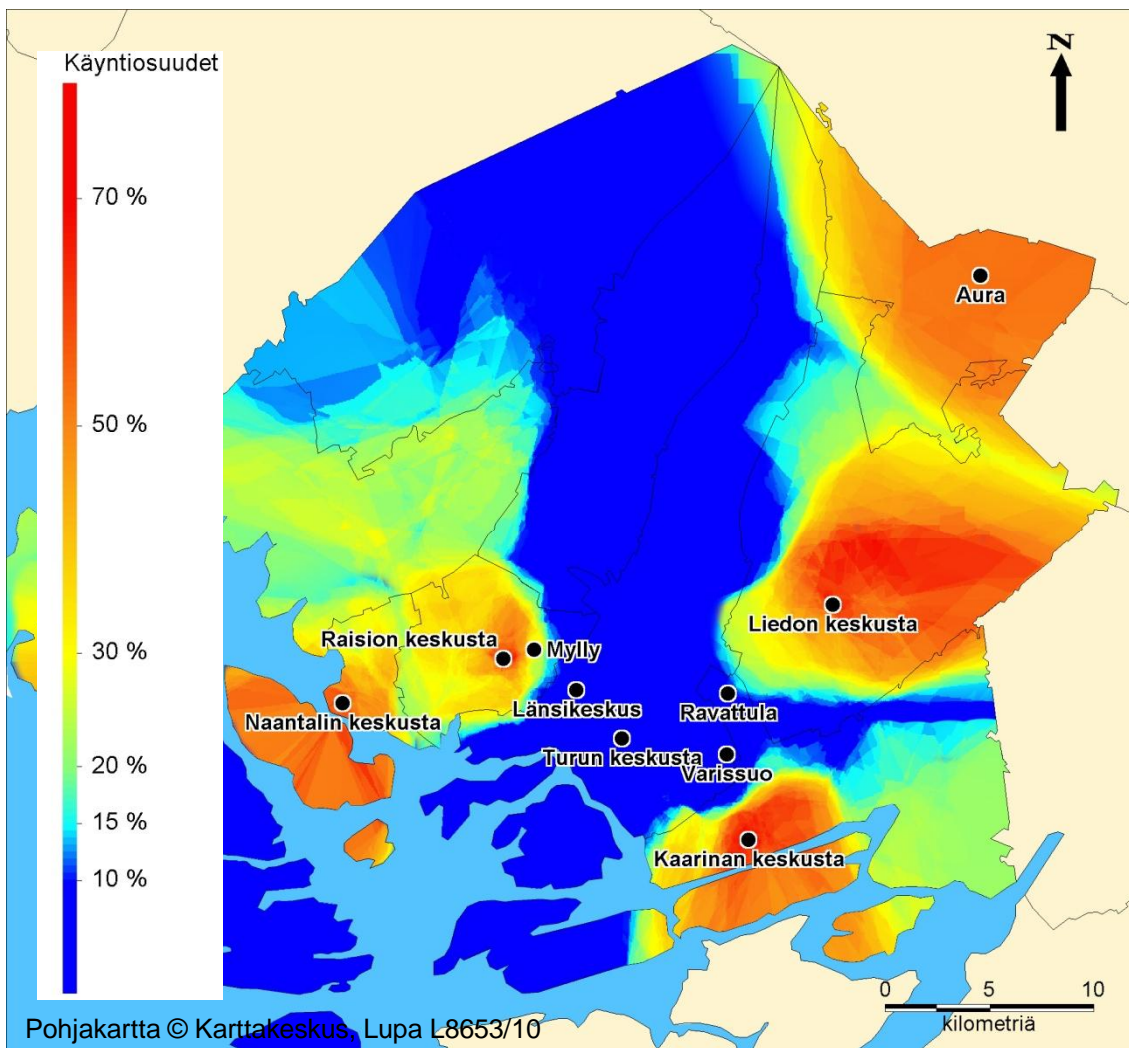 Käyntiosuudet
N
70 %
50 %
30 %
20 %
15 %
10 %
Aura
Liedon keskusta
Raision keskusta
Mylly
Naantalin keskusta
Länsikeskus
Ravattula
Turun keskusta
Varissuo
Kaarinan keskusta
0 5 10
kilometriä
Pohjakartta © Karttakeskus, Lupa L8653/10